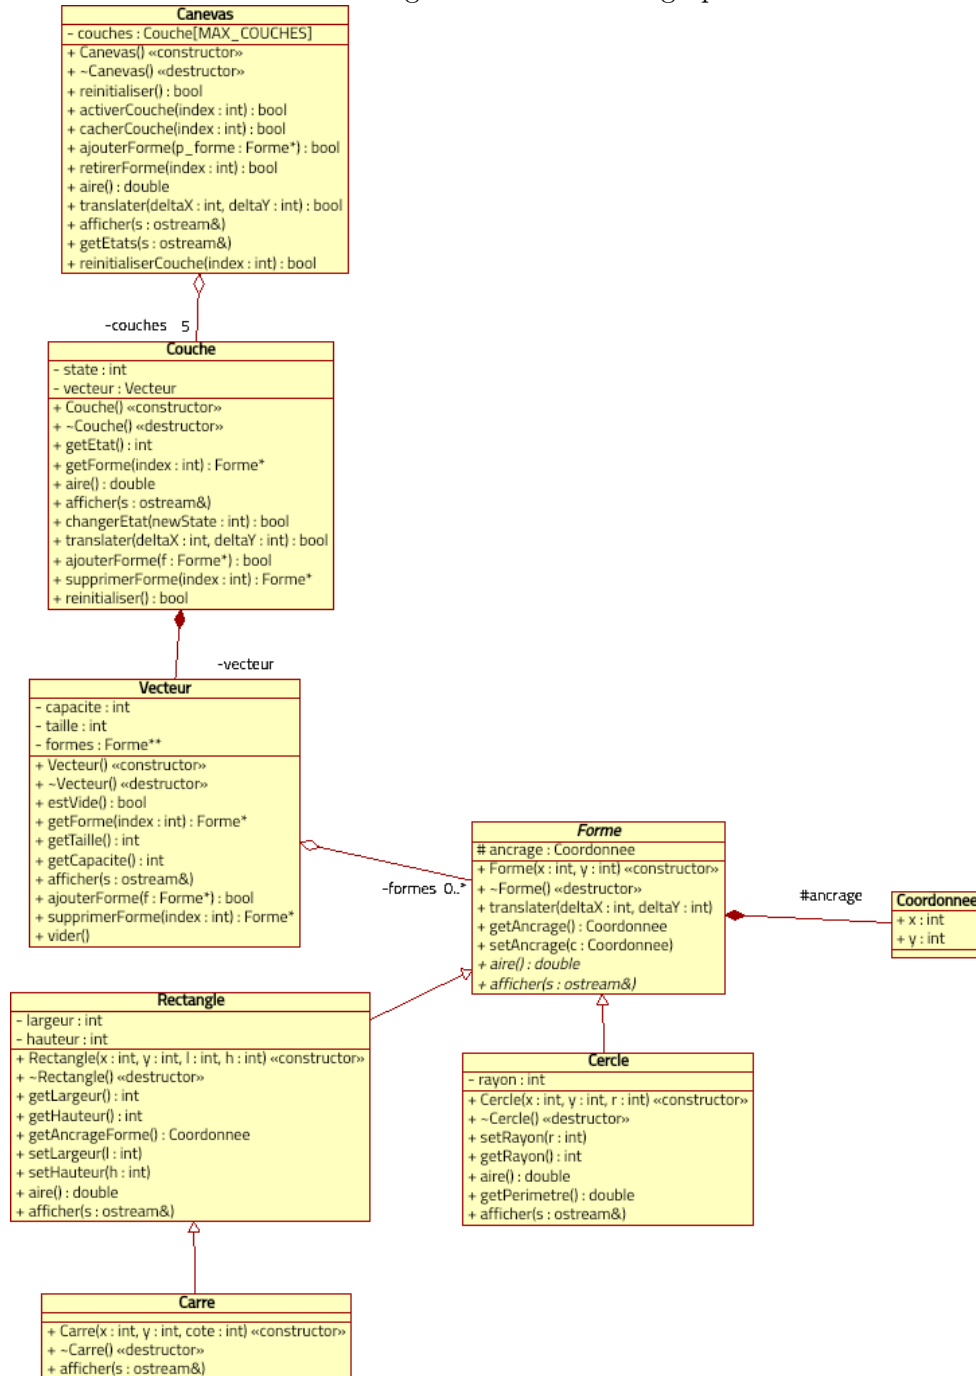 Canevas
- couches : Couche[MAX_COUCHES]
+ Canevas() «constructor»
+ ~Canevas() «destructor»
+ reinitialiser() : bool
+ activerCouche(index : int) : bool
+ cacherCouche(index : int) : bool
+ ajouterForme(p_forme : Forme*) : bool
+ retirerForme(index : int) : bool
+ aire() : double
+ translater(deltaX : int, deltaY : int) : bool
+ afficher(s : ostream&)
+ getEtats(s : ostream&)
+ reinitialiserCouche(index : int) : bool
-couches 5
Couche
- state : int
- vecteur : Vecteur
+ Couche() «constructor»
+ ~Couche() «destructor»
+ getEtat() : int
+ getForme(index : int) : Forme*
+ aire() : double
+ afficher(s : ostream&)
+ changerEtat(newState : int) : bool
+ translater(deltaX : int, deltaY : int) : bool
+ ajouterForme(f : Forme*) : bool
+ supprimerForme(index : int) : Forme*
+ reinitialiser() : bool
-vecteur
Vecteur
- capacite : int
- taille : int
- formes : Forme**
+ Vecteur() «constructor»
+ ~Vecteur() «destructor»
+ estVide() : bool
+ getForme(index : int) : Forme*
+ getTaille() : int
+ getCapacite() : int
+ afficher(s : ostream&)
+ ajouterForme(f : Forme*) : bool
+ supprimerForme(index : int) : Forme*
+ vider()
-formes 0..*
Forme
# ancrage : Coordonnee
+ Forme(x : int, y : int) «constructor»
+ ~Forme() «destructor»
+ translater(deltaX : int, deltaY : int)
+ getAncrage() : Coordonnee
+ setAncrage(c : Coordonnee)
+ aire() : double
+ afficher(s : ostream&)
#ancrage
Coordonnee
+ x : int
+ y : int
Rectangle
- largeur : int
- hauteur : int
+ Rectangle(x : int, y : int, l : int, h : int) «constructor»
+ ~Rectangle() «destructor»
+ getLargeur() : int
+ getHauteur() : int
+ getAncrageForme() : Coordonnee
+ setLargeur(l : int)
+ setHauteur(h : int)
+ aire() : double
+ afficher(s : ostream&)
Cercle
- rayon : int
+ Cercle(x : int, y : int, r : int) «constructor»
+ ~Cercle() «destructor»
+ setRayon(r : int)
+ getRayon() : int
+ aire() : double
+ getPerimetre() : double
+ afficher(s : ostream&)
Carre
+ Carre(x : int, y : int, cote : int) «constructor»
+ ~Carre() «destructor»
+ afficher(s : ostream&)